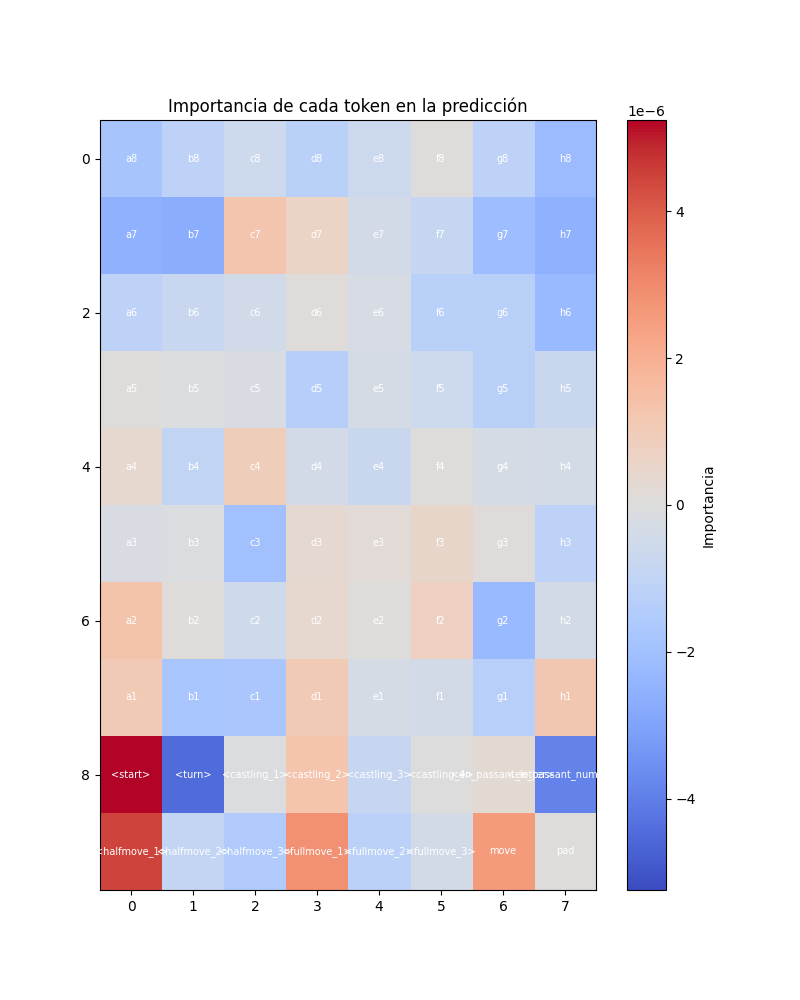 Importancia de cada token en la predicción
1e−6
0 a8 b8 c8 d8 e8 f8 g8 h8
4
a7 b7 c7 d7 e7 f7 g7 h7
2 a6 b6 c6 d6 e6 f6 g6 h6
2
a5 b5 c5 d5 e5 f5 g5 h5
4 a4 b4 c4 d4 e4 f4 g4 h4
0
Importancia
a3 b3 c3 d3 e3 f3 g3 h3
6 a2 b2 c2 d2 e2 f2 g2 h2
−2
a1 b1 c1 d1 e1 f1 g1 h1
8 <start> <turn> <castling_1> <castling_2> <castling_3>
−4
<halfmove_1> <halfmove_2> <halfmove_3> <fullmove_1> <fullmove_2> <fullmove_3> move pad
0 1 2 3 4 5 6 7